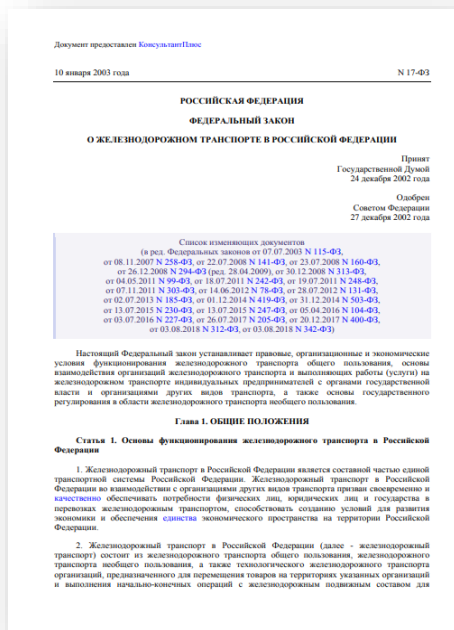 Документ предоставлен КонсультантПлюс
10 января 2003 года N 17-ФЗ
РОССИЙСКАЯ ФЕДЕРАЦИЯ
ФЕДЕРАЛЬНЫЙ ЗАКОН
О ЖЕЛЕЗНОДОРОЖНОМ ТРАНСПОРТЕ В РОССИЙСКОЙ ФЕДЕРАЦИИ
Принят
Государственной Думой
24 декабря 2002 года
Одобрен
Советом Федерации
27 декабря 2002 года
Список изменяющих документов
(в ред. Федеральных законов от 07.07.2003 N 115-ФЗ,
от 08.11.2007 N 258-ФЗ, от 22.07.2008 N 141-ФЗ, от 23.07.2008 N 160-ФЗ,
от 26.12.2008 N 294-ФЗ (ред. 28.04.2009), от 30.12.2008 N 313-ФЗ,
от 04.05.2011 N 99-ФЗ, от 18.07.2011 N 242-ФЗ, от 19.07.2011 N 248-ФЗ,
от 07.11.2011 N 303-ФЗ, от 14.06.2012 N 78-ФЗ, от 28.07.2012 N 131-ФЗ,
от 02.07.2013 N 185-ФЗ, от 01.12.2014 N 419-ФЗ, от 31.12.2014 N 503-ФЗ,
от 13.07.2015 N 230-ФЗ, от 13.07.2015 N 247-ФЗ, от 05.04.2016 N 104-ФЗ,
от 03.07.2016 N 227-ФЗ, от 26.07.2017 N 205-ФЗ, от 20.12.2017 N 400-ФЗ,
от 03.08.2018 N 312-ФЗ, от 03.08.2018 N 342-ФЗ)
Настоящий Федеральный закон устанавливает правовые, организационные и экономические
условия функционирования железнодорожного транспорта общего пользования, основы
взаимодействия организаций железнодорожного транспорта и выполняющих работы (услуги) на
железнодорожном транспорте индивидуальных предпринимателей с органами государственной
власти и организациями других видов транспорта, а также основы государственного
регулирования в области железнодорожного транспорта необщего пользования.
Глава 1. ОБЩИЕ ПОЛОЖЕНИЯ
Статья 1. Основы функционирования железнодорожного транспорта в Российской
Федерации
1. Железнодорожный транспорт в Российской Федерации является составной частью единой
транспортной системы Российской Федерации. Железнодорожный транспорт Российской
Федерации во взаимодействии с организациями других видов транспорта призван своевременно и
качественно обеспечивать потребности физических лиц, юридических лиц и государства в
перевозках железнодорожным транспортом, способствовать созданию условий для развития
экономики и обеспечения единства экономического пространства на территории Российской
Федерации.
2. Железнодорожный транспорт в Российской Федерации (далее - железнодорожный
транспорт) состоит из железнодорожного транспорта общего пользования, железнодорожного
транспорта необщего пользования, а также технологического железнодорожного транспорта
организаций, предназначенного для перемещения товаров на территориях указанных организаций
и выполнения начально-конечных операций с железнодорожным подвижным составом для